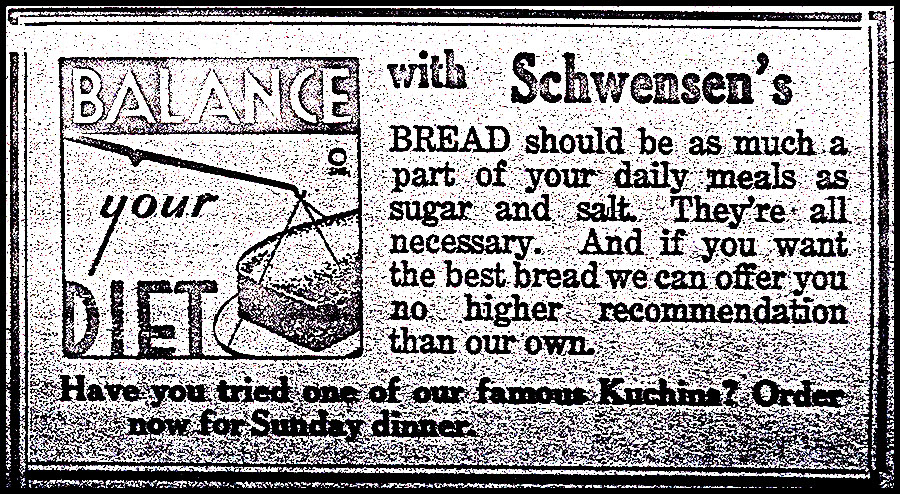 BALANCE
of
your
DIET
with Schwensen's
BREAD should be as much a
part of your daily meals as
sugar and salt. They're all
necessary. And if you want
the best bread we can offer you
no higher recommendation
than our own.
Have you tried one of our famous Kuchins? Order
now for Sunday dinner.